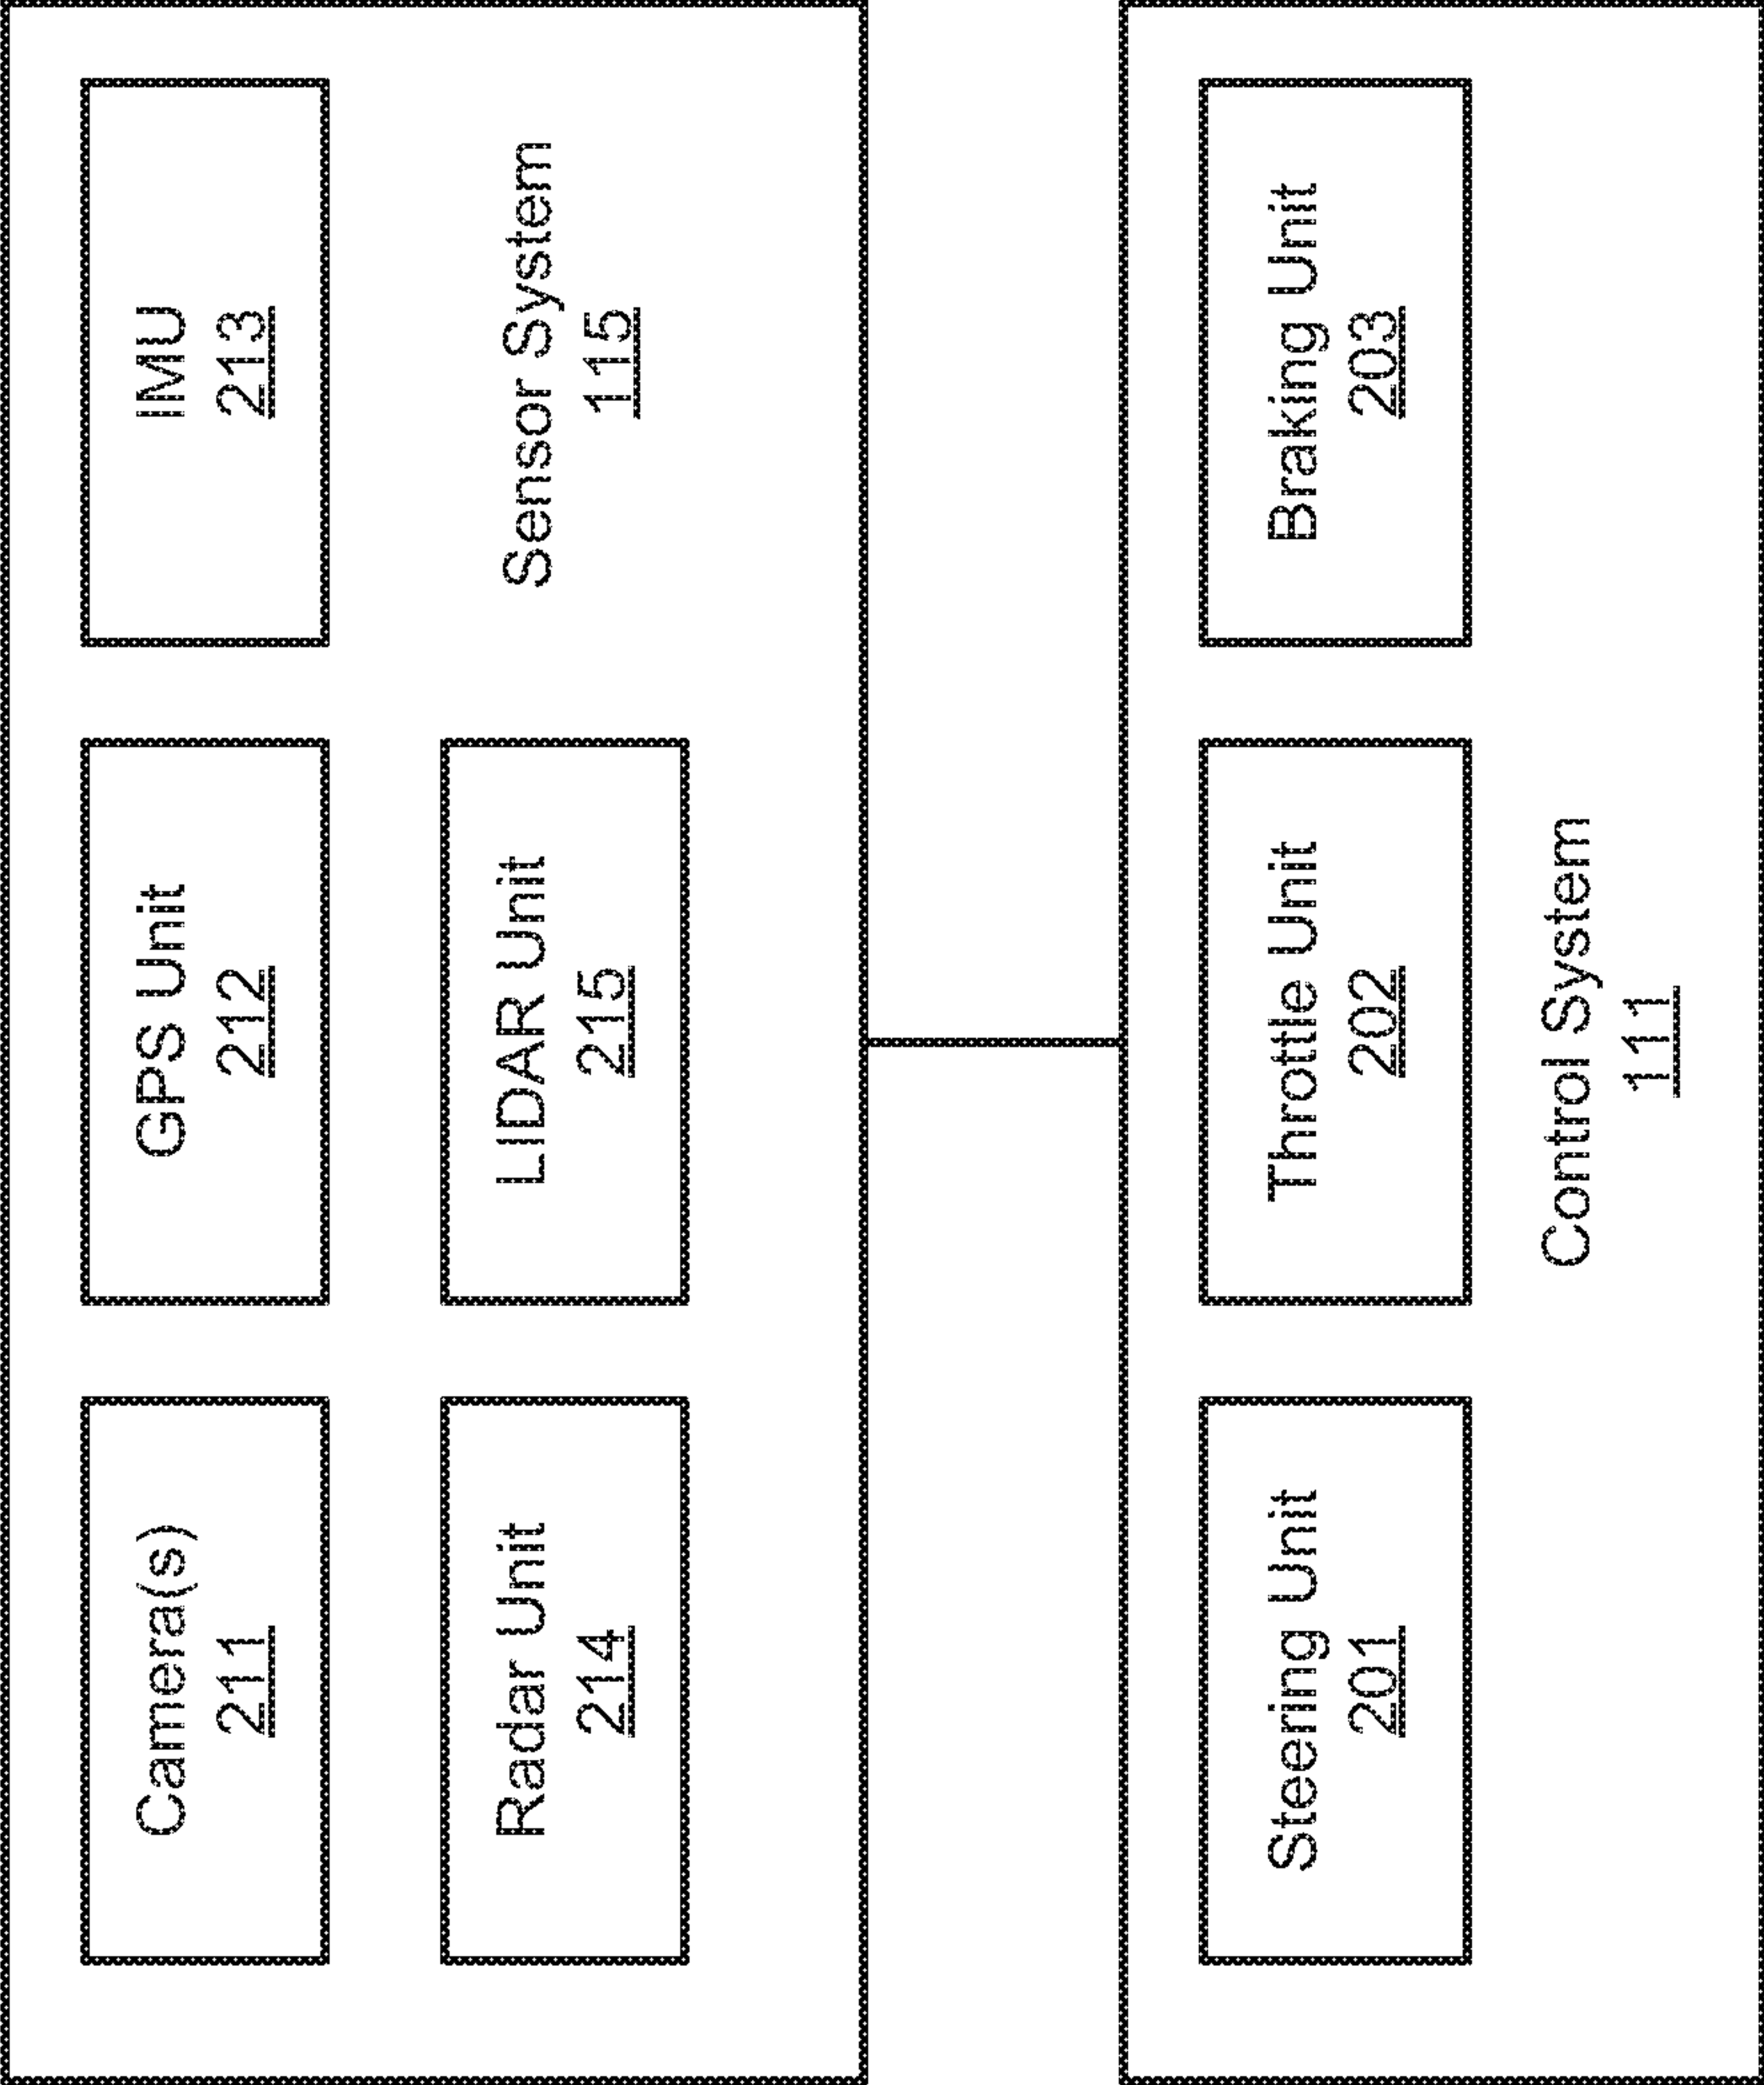 Camera(s)
211
GPS Unit
212
IMU
213
Radar Unit
214
LIDAR Unit
215
Sensor System
115
Steering Unit
201
Throttle Unit
202
Braking Unit
203
Control System
111